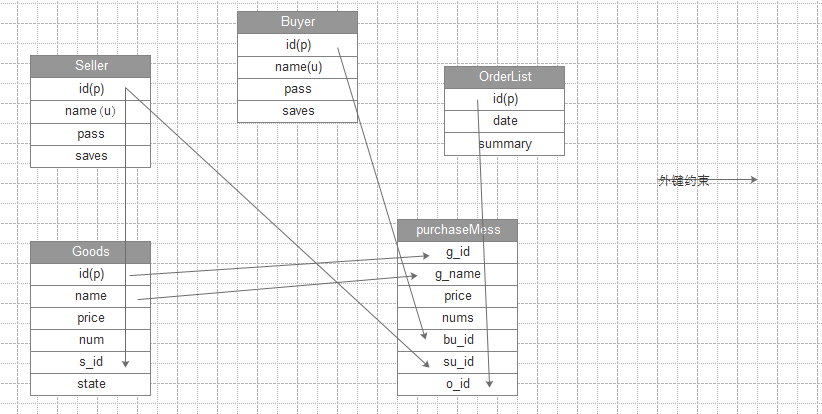 Seller
id(p)
name(u)
pass
saves
Buyer
id(p)
name(u)
pass
saves
OrderList
id(p)
date
summary
外键约束
Goods
id(p)
name
price
num
s_id
state
purchaseMess
g_id
g_name
price
nums
bu_id
su_id
o_id